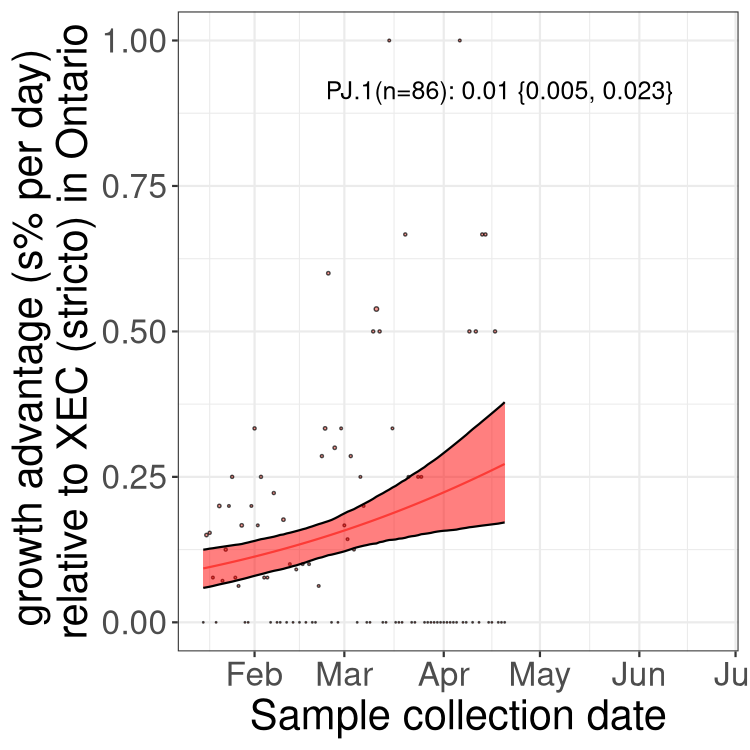 growth advantage (s% per day)
relative to XEC (stricto) in Ontario
1.00
0.75
0.50
0.25
0.00
PJ.1(n=86): 0.01 {0.005, 0.023}
Feb Mar Apr May Jun Ju
Sample collection date